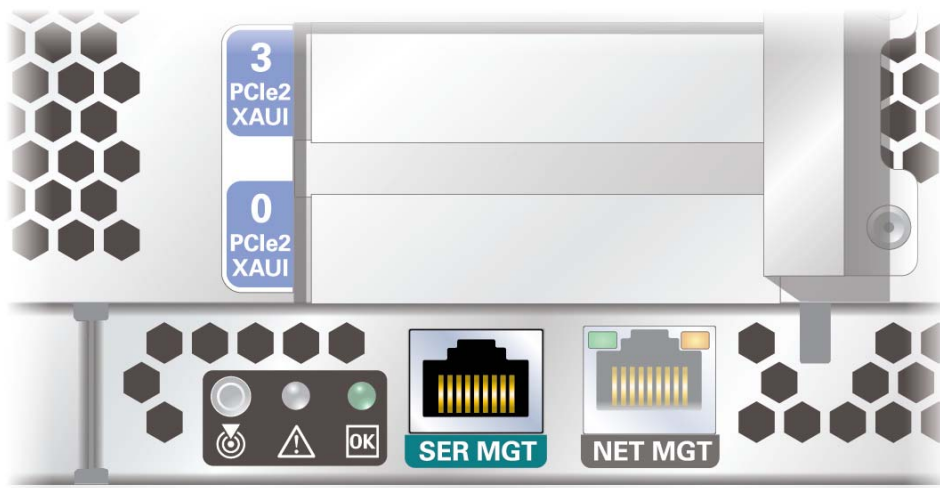 3
PCIe2
XAUI
0
PCIe2
XAUI
OK
SER MGT
NET MGT